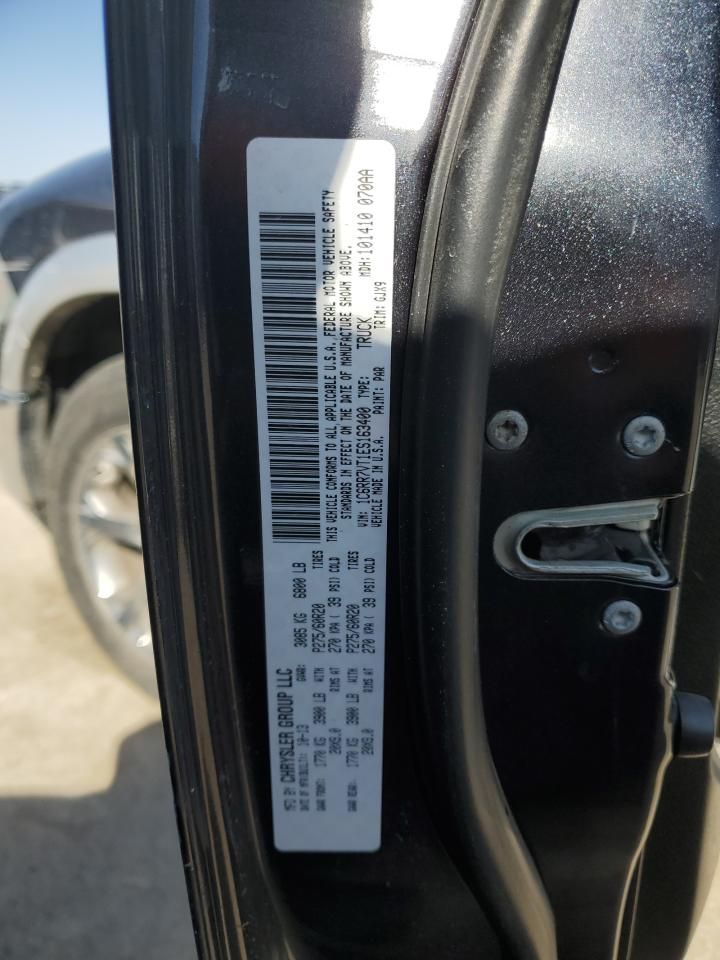 MFD BY CHRYSLER GROUP LLC
DATE OF MFR/BUILT: 10-13 GVWR: 3085 KG 6800 LB
GAWR FRONT: 1770 KG 3900 LB WITH P275/60R20 TIRES
20X9.0 RIMS AT 270 KPA ( 39 PSI) COLD
GAWR REAR: 1770 KG 3900 LB WITH P275/60R20 TIRES
20X9.0 RIMS AT 270 KPA ( 39 PSI) COLD
THIS VEHICLE CONFORMS TO ALL APPLICABLE U.S.A. FEDERAL MOTOR VEHICLE SAFETY
STANDARDS IN EFFECT ON THE DATE OF MANUFACTURE SHOWN ABOVE.
VIN: 1C6RR7VT1ES163400 TYPE: TRUCK MDH:101410 070AA
VEHICLE MADE IN U.S.A. PAINT: PAR TRIM: GJX9